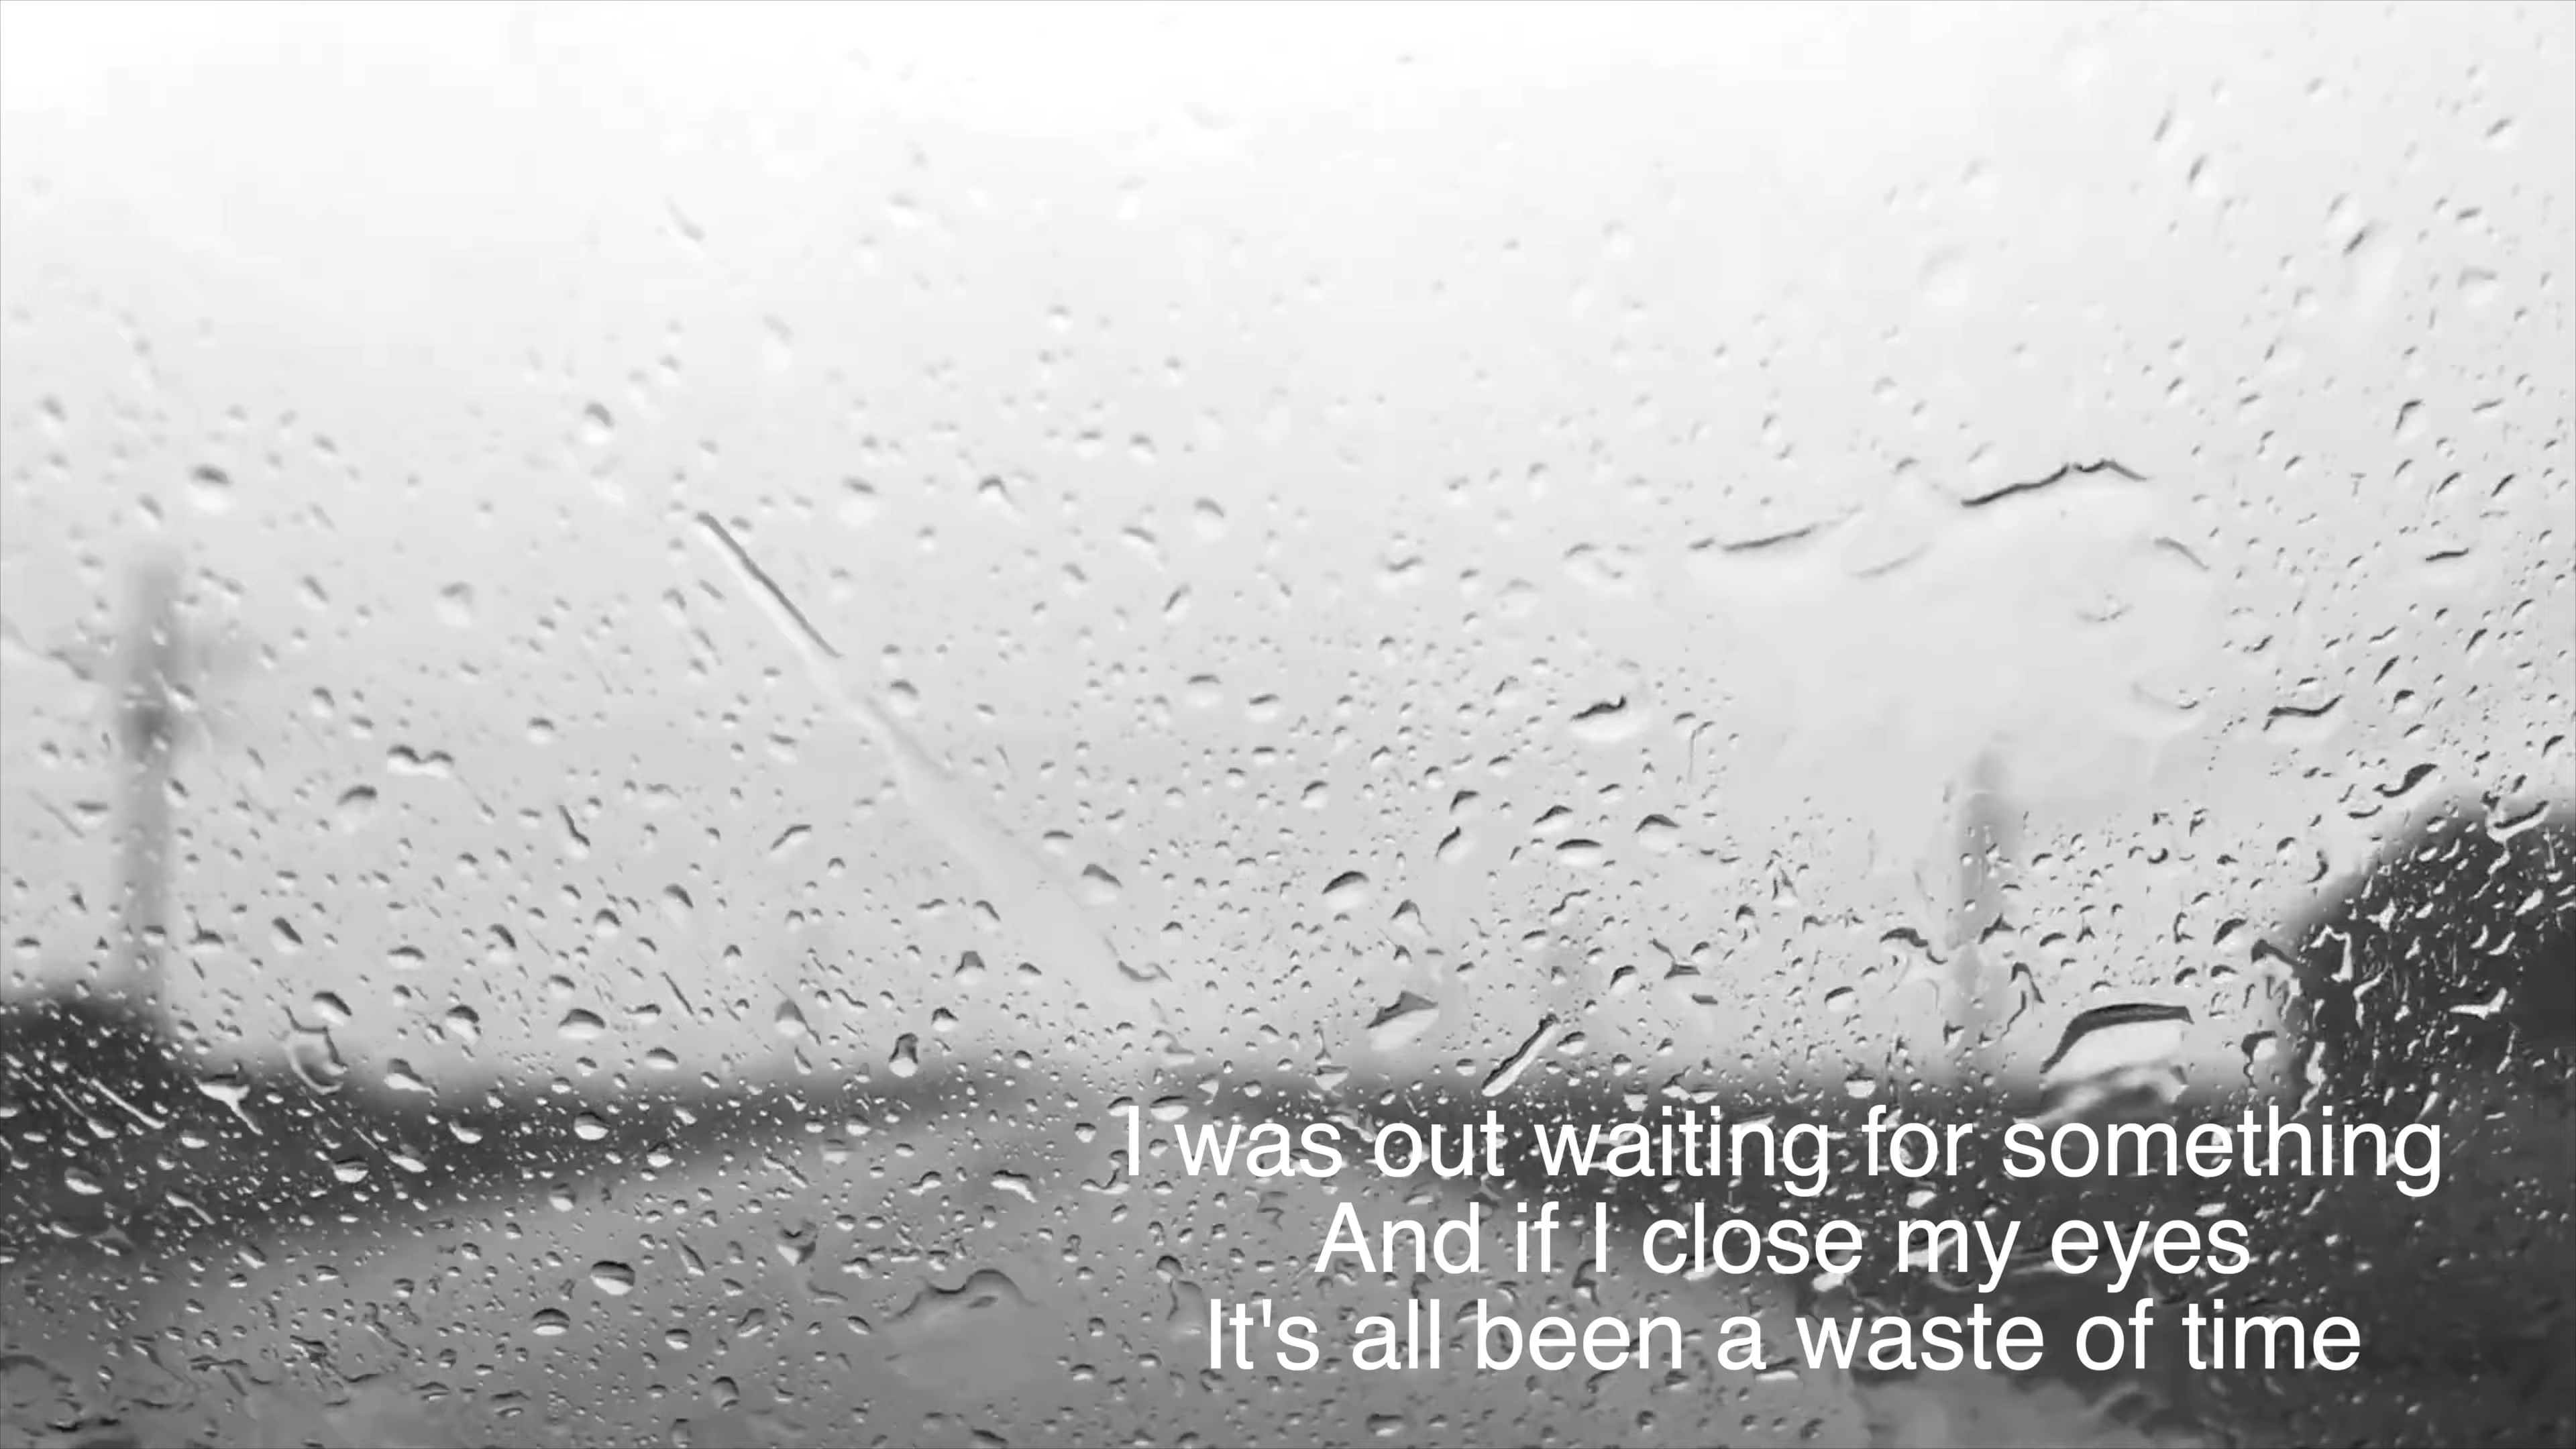 I was out waiting for something
And if I close my eyes
It's all been a waste of time